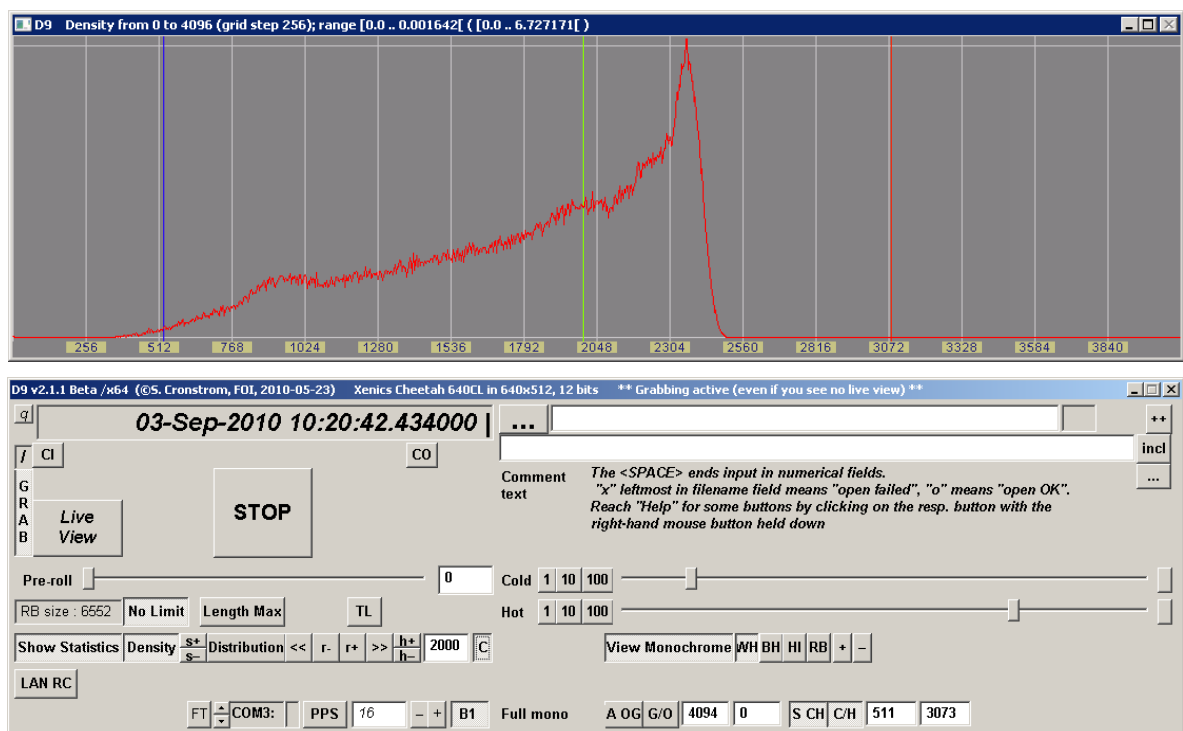 D9 Density from 0 to 4096 (grid step 256); range [0.0 .. 0.001642[ ( [0.0 .. 6.727171[ )
256 512 768 1024 1280 1536 1792 2048 2304 2560 2816 3072 3328 3584 3840
D9 v2.1.1 Beta /x64 (©S. Cronstrom, FOI, 2010-05-23) Xenics Cheetah 640CL in 640x512, 12 bits ** Grabbing active (even if you see no live view) **
q 03-Sep-2010 10:20:42.434000 | ... ++
/ CI CO incl
GRAB
Live View
STOP
Comment text
...
The <SPACE> ends input in numerical fields.
"x" leftmost in filename field means "open failed", "o" means "open OK".
Reach "Help" for some buttons by clicking on the resp. button with the
right-hand mouse button held down
Pre-roll 0 Cold 1 10 100
RB size : 6552 No Limit Length Max TL Hot 1 10 100
Show Statistics Density s+ s– Distribution << r- r+ >> h+ h– 2000 C View Monochrome WH BH HI RB + –
LAN RC
FT COM3: PPS 16 – + B1 Full mono A OG G/O 4094 0 S CH C/H 511 3073